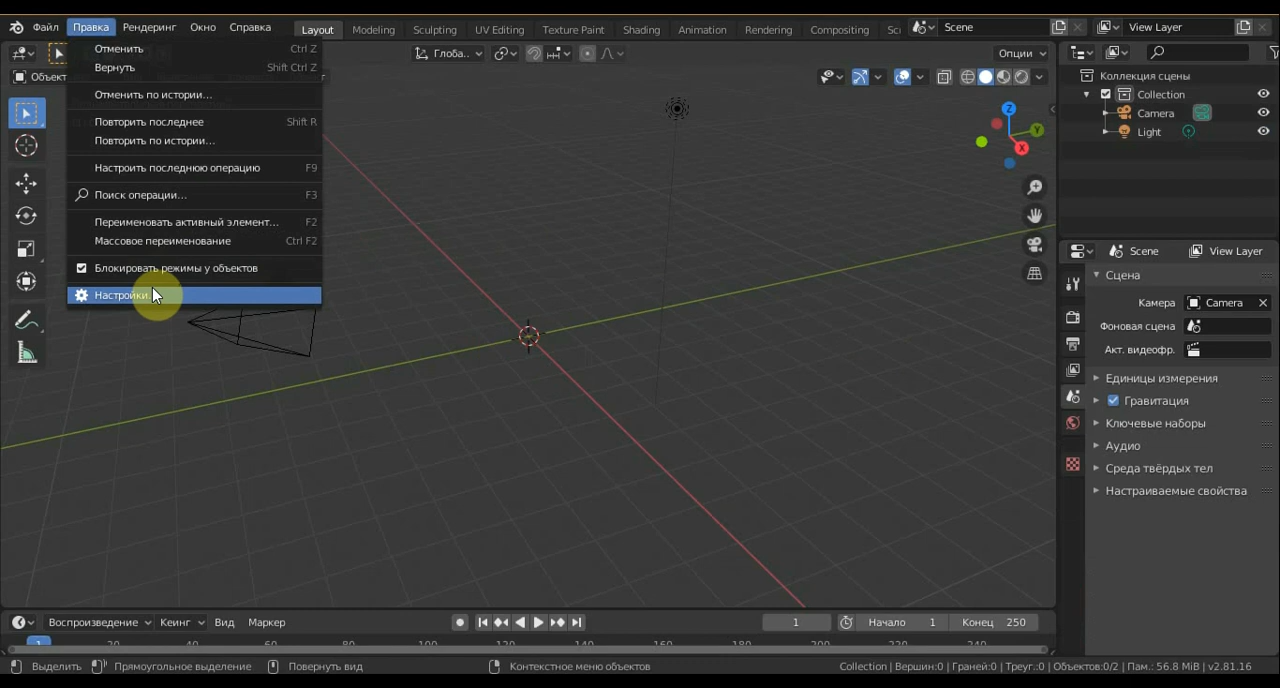 Файл Правка Рендеринг Окно Справка Layout Modeling Sculpting UV Editing Texture Paint Shading Animation Rendering Compositing Scene View Layer
Отменить Ctrl Z
Вернуть Shift Ctrl Z
Отменить по истории...
Повторить последнее Shift R
Повторить по истории...
Настроить последнюю операцию F9
Поиск операции... F3
Переименовать активный элемент... F2
Массовое переименование Ctrl F2
Блокировать режимы у объектов
Настройки
Глоба..
Опции
Объект
Z
Y
X
Коллекция сцены
Collection
Camera
Light
Scene View Layer
Сцена
Камера Camera
Фоновая сцена
Акт. видеофр.
Единицы измерения
Гравитация
Ключевые наборы
Аудио
Среда твёрдых тел
Настраиваемые свойства
Воспроизведение Кеинг Вид Маркер 1 Начало 1 Конец 250
1 20 40 60 80 100 120 140 160 180 200 220 240
Выделить Прямоугольное выделение Повернуть вид Контекстное меню объектов Collection | Вершин:0 | Граней:0 | Треуг.:0 | Объектов:0/2 | Пам.: 56.8 MiB | v2.81.16